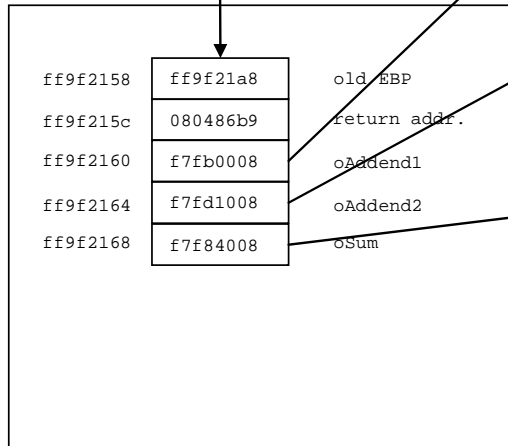 ff9f2158 ff9f21a8 old EBP
ff9f215c 080486b9 return addr.
ff9f2160 f7fb0008 oAddend1
ff9f2164 f7fd1008 oAddend2
ff9f2168 f7f84008 oSum